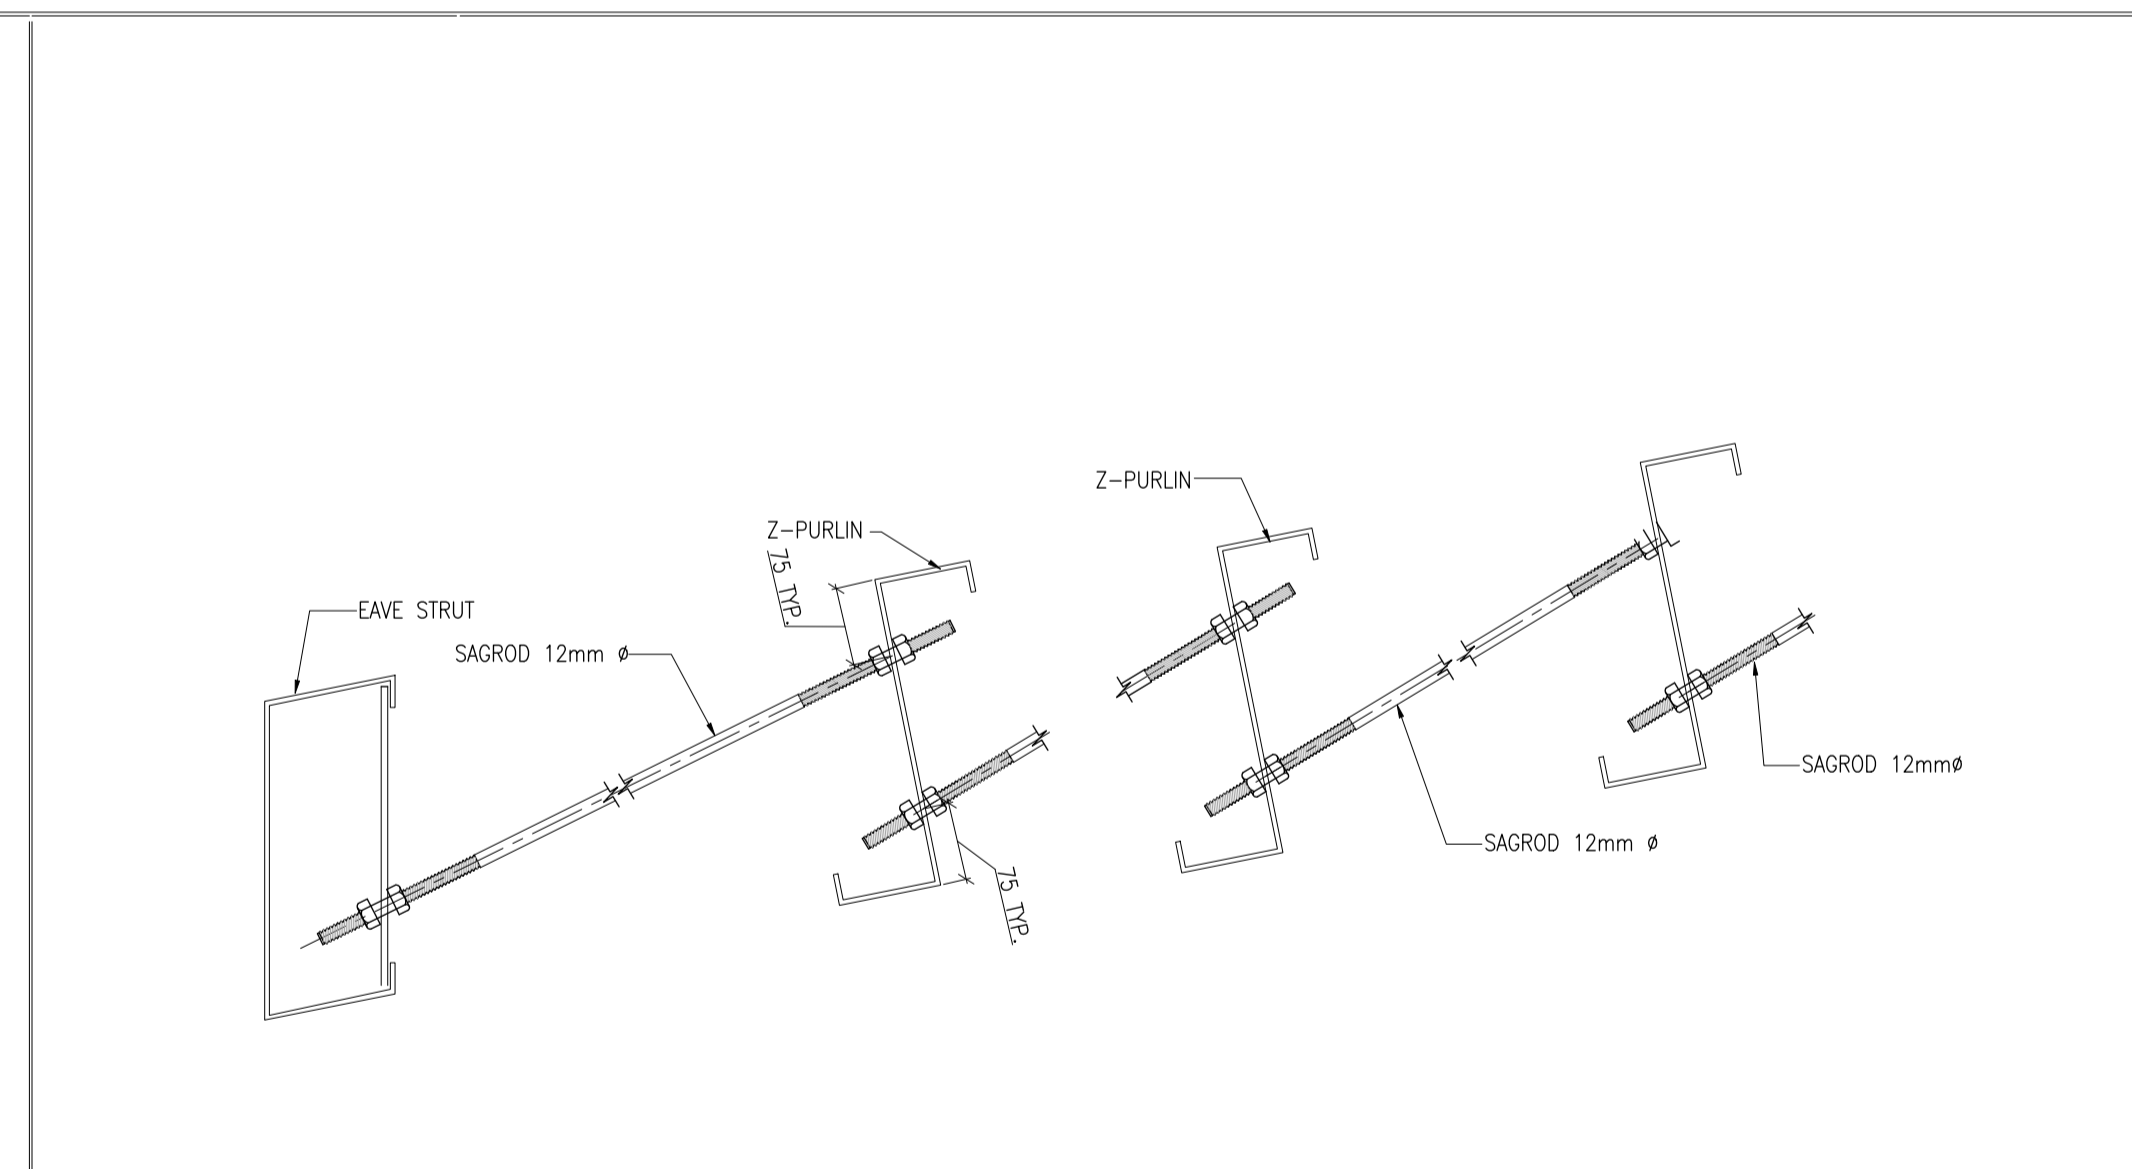 Z-PURLIN
Z-PURLIN
75 TYP.
EAVE STRUT
SAGROD 12mm ø
SAGROD 12mmø
SAGROD 12mm ø
75 TYP.